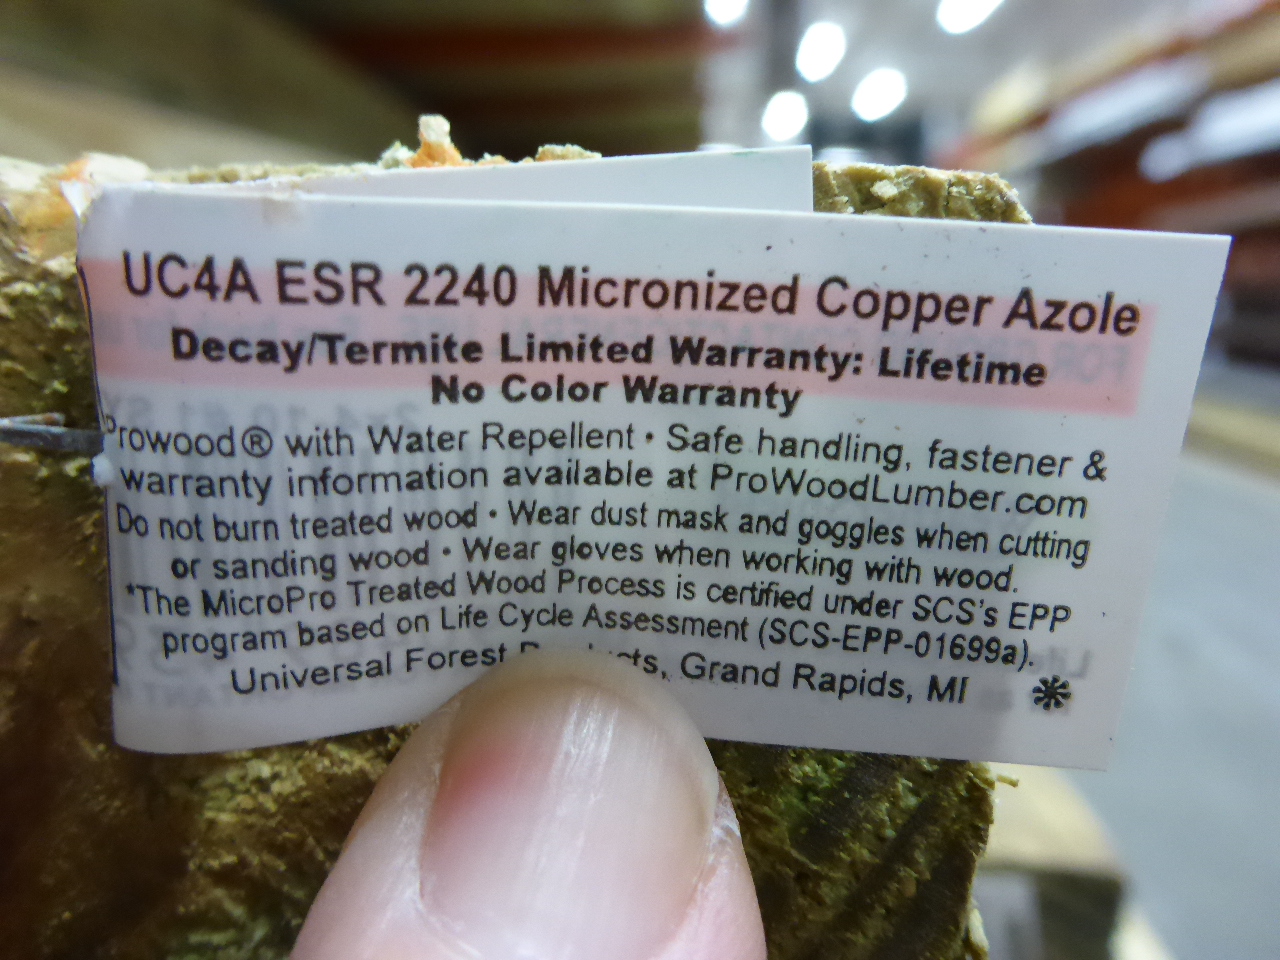 UC4A ESR 2240 Micronized Copper Azole
Decay/Termite Limited Warranty: Lifetime
No Color Warranty
Prowood® with Water Repellent • Safe handling, fastener &
warranty information available at ProWoodLumber.com
Do not burn treated wood • Wear dust mask and goggles when cutting
or sanding wood • Wear gloves when working with wood.
*The MicroPro Treated Wood Process is certified under SCS's EPP
program based on Life Cycle Assessment (SCS-EPP-01699a).
Universal Forest Grand Rapids, MI